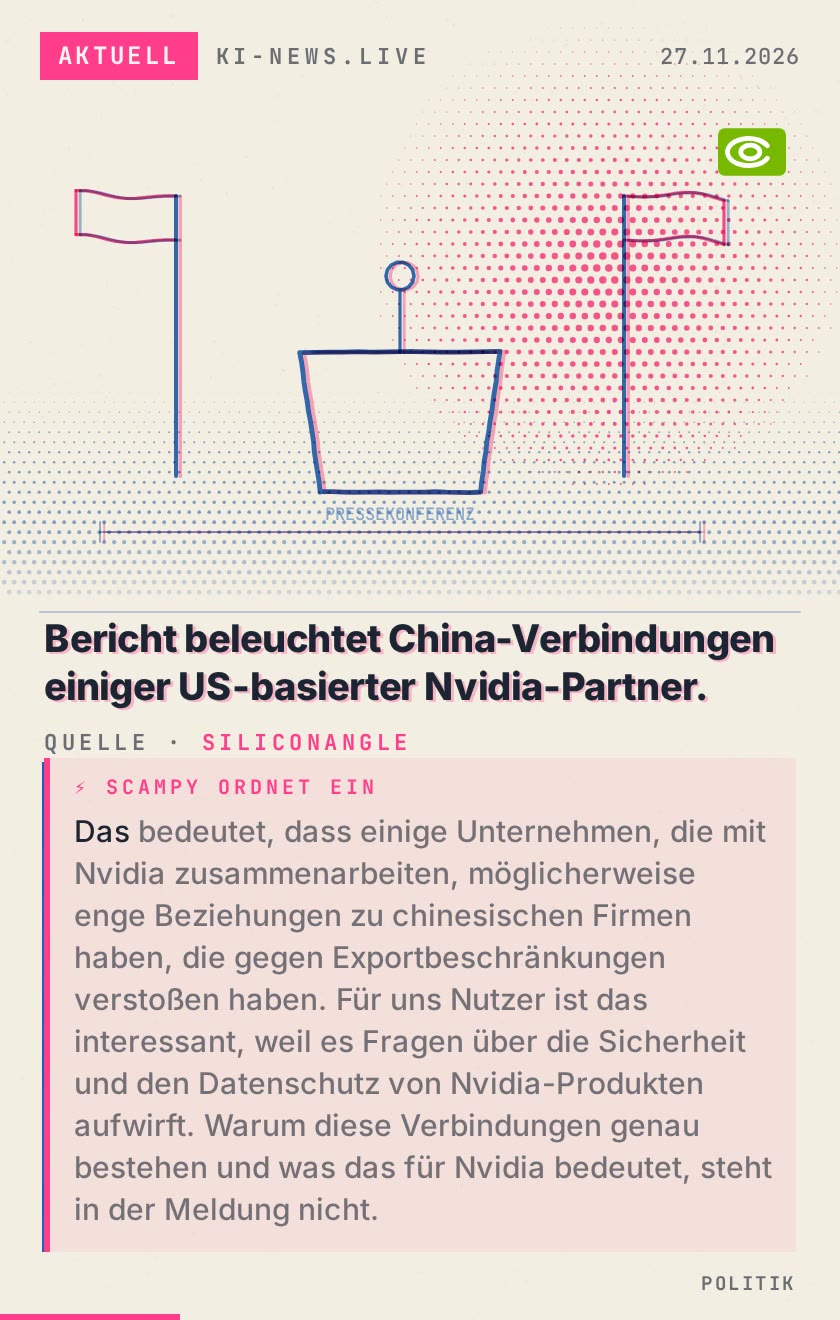 AKTUELL KI-NEWS.LIVE 27.11.2026
PRESSEKONFERENZ
Bericht beleuchtet China-Verbindungen
einiger US-basierter Nvidia-Partner.
QUELLE · SILICONANGLE
⚡ SCAMPY ORDNET EIN
Das bedeutet, dass einige Unternehmen, die mit
Nvidia zusammenarbeiten, möglicherweise
enge Beziehungen zu chinesischen Firmen
haben, die gegen Exportbeschränkungen
verstoßen haben. Für uns Nutzer ist das
interessant, weil es Fragen über die Sicherheit
und den Datenschutz von Nvidia-Produkten
aufwirft. Warum diese Verbindungen genau
bestehen und was das für Nvidia bedeutet, steht
in der Meldung nicht.
POLITIK